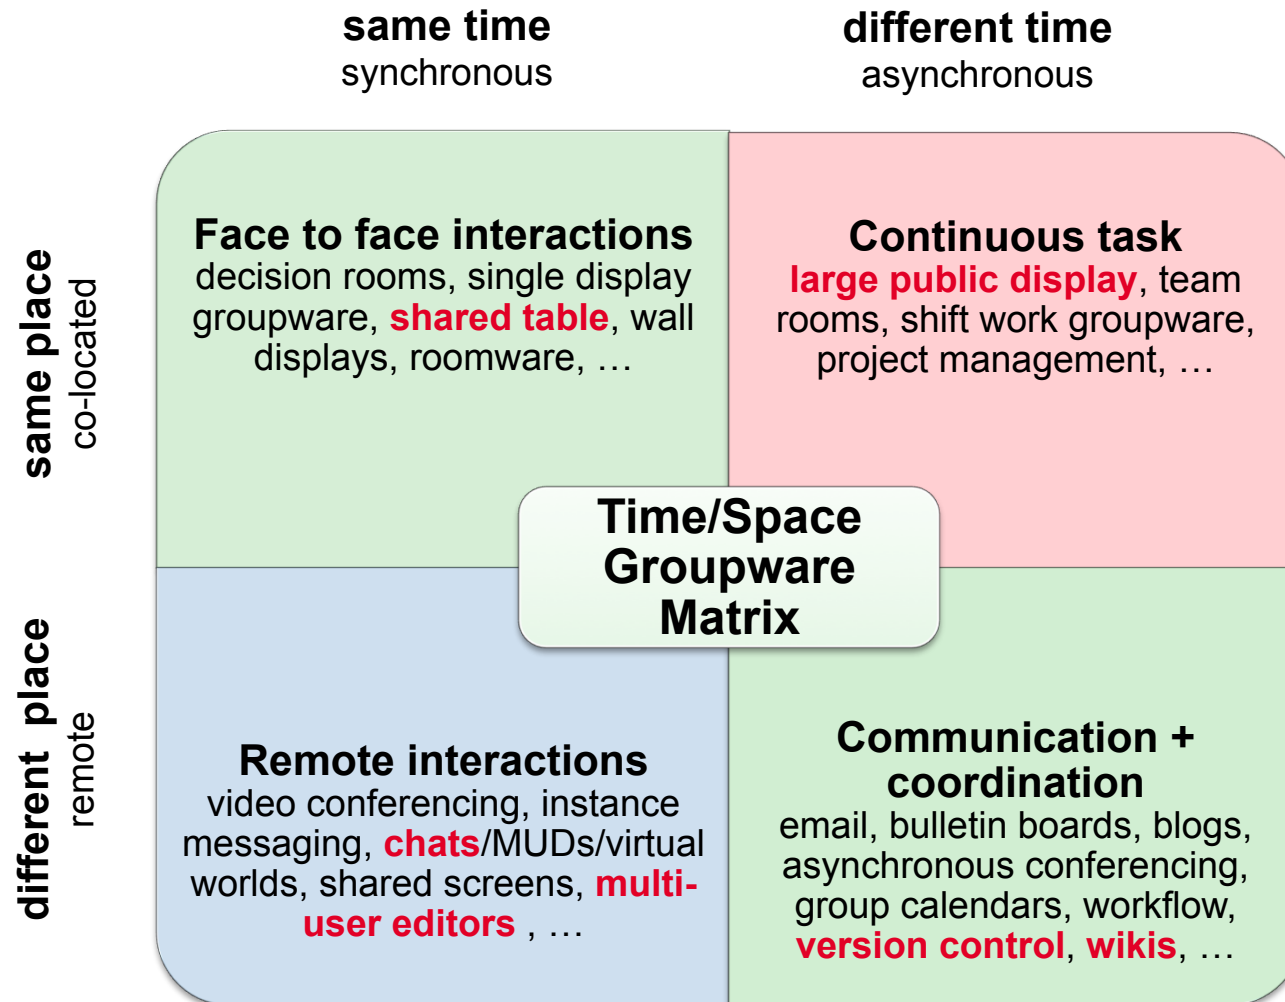 same time
synchronous
different time
asynchronous
same place
co-located
Face to face interactions
decision rooms, single display
groupware, shared table, wall
displays, roomware, …
Continuous task
large public display, team
rooms, shift work groupware,
project management, …
Time/Space
Groupware
Matrix
different place
remote
Remote interactions
video conferencing, instance
messaging, chats/MUDs/virtual
worlds, shared screens, multi-
user editors , …
Communication +
coordination
email, bulletin boards, blogs,
asynchronous conferencing,
group calendars, workflow,
version control, wikis, …